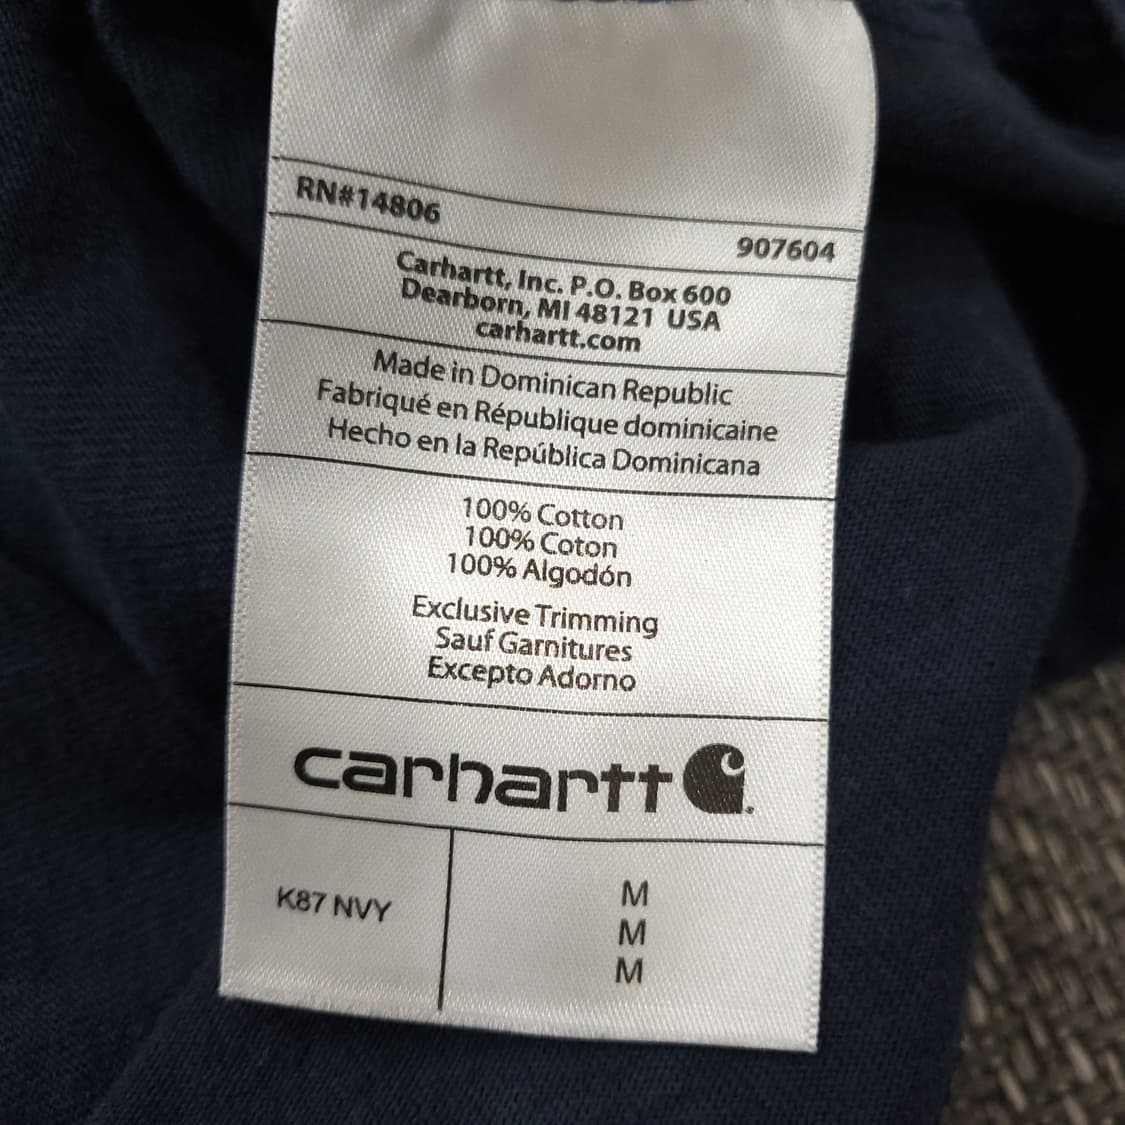 RN#14806
907604
Carhartt, Inc. P.O. Box 600
Dearborn, MI 48121 USA
carhartt.com
Made in Dominican Republic
Fabriqué en République dominicaine
Hecho en la República Dominicana
100% Cotton
100% Coton
100% Algodón
Exclusive Trimming
Sauf Garnitures
Excepto Adorno
carhartt
K87 NVY
M
M
M